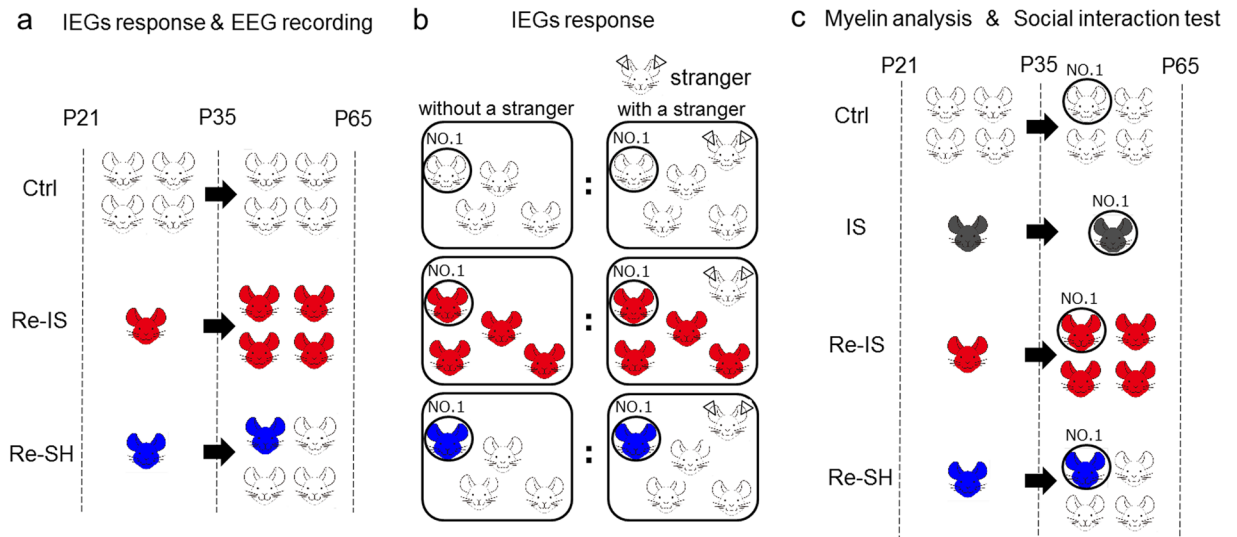 a IEGs response & EEG recording
P21 P35 P65
Ctrl
Re-IS
Re-SH
b IEGs response
stranger
without a stranger with a stranger
NO.1 NO.1
:
NO.1 NO.1
:
NO.1 NO.1
:
c Myelin analysis & Social interaction test
P21 P35 P65
NO.1
Ctrl
NO.1
IS
NO.1
Re-IS
NO.1
Re-SH